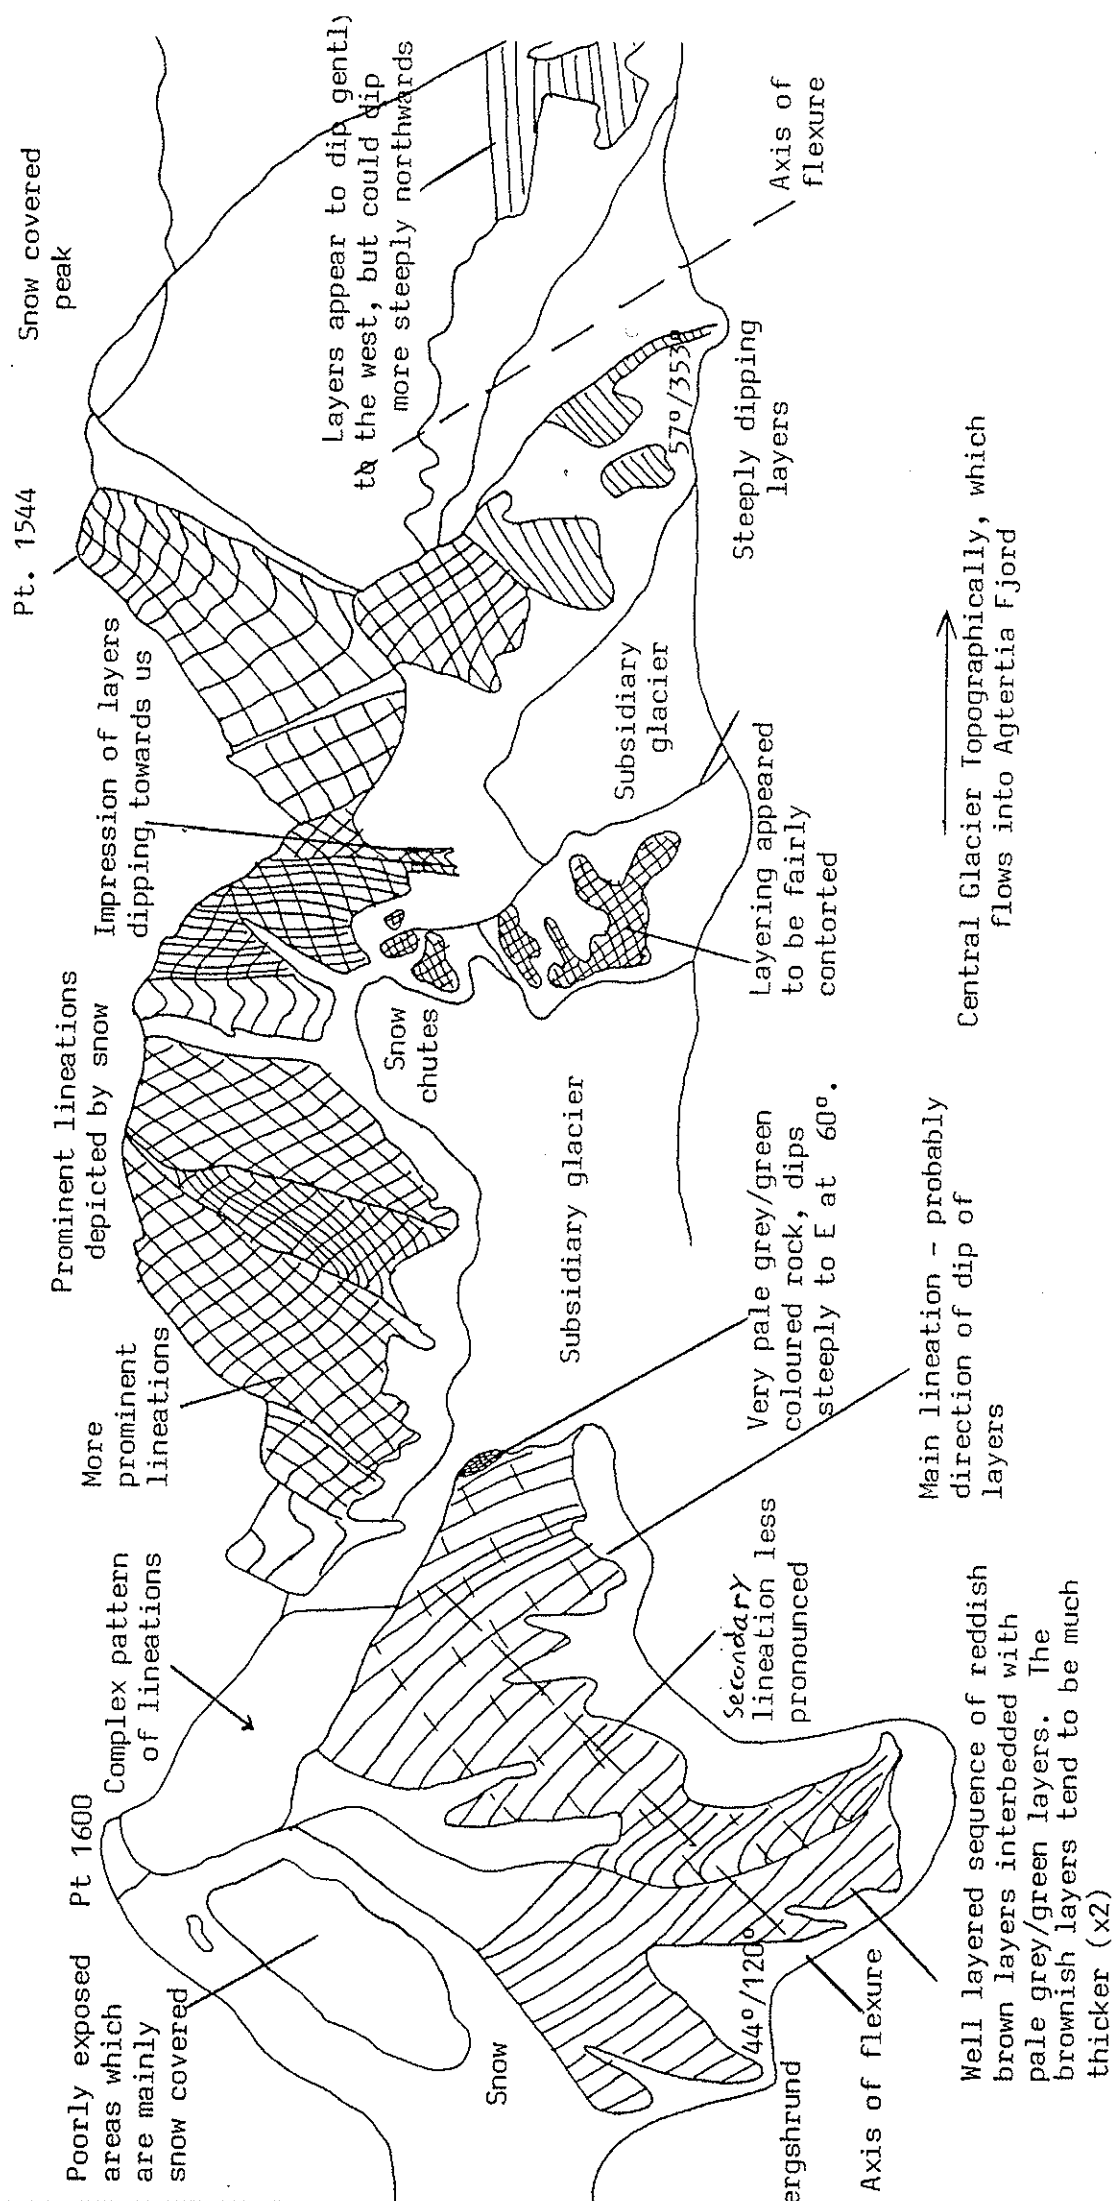 Poorly exposed
areas which
are mainly
snow covered
Pt 1600
Complex pattern
of lineations
More
prominent
lineations
Prominent lineations
depicted by snow
Impression of layers
dipping towards us
Pt. 1544
Snow covered
peak
Layers appear to dip gently
to the west, but could dip
more steeply northwards
Axis of
flexure
Snow
Snow
chutes
Subsidiary glacier
Subsidiary
glacier
57°/353°
Steeply dipping
layers
Layering appeared
to be fairly
contorted
Very pale grey/green
coloured rock, dips
steeply to E at 60°.
Secondary
lineation less
pronounced
44°/120°
ergshrund
Axis of flexure
Main lineation – probably
direction of dip of
layers
Central Glacier Topographically, which
flows into Agtertia Fjord
Well layered sequence of reddish
brown layers interbedded with
pale grey/green layers. The
brownish layers tend to be much
thicker (x2)